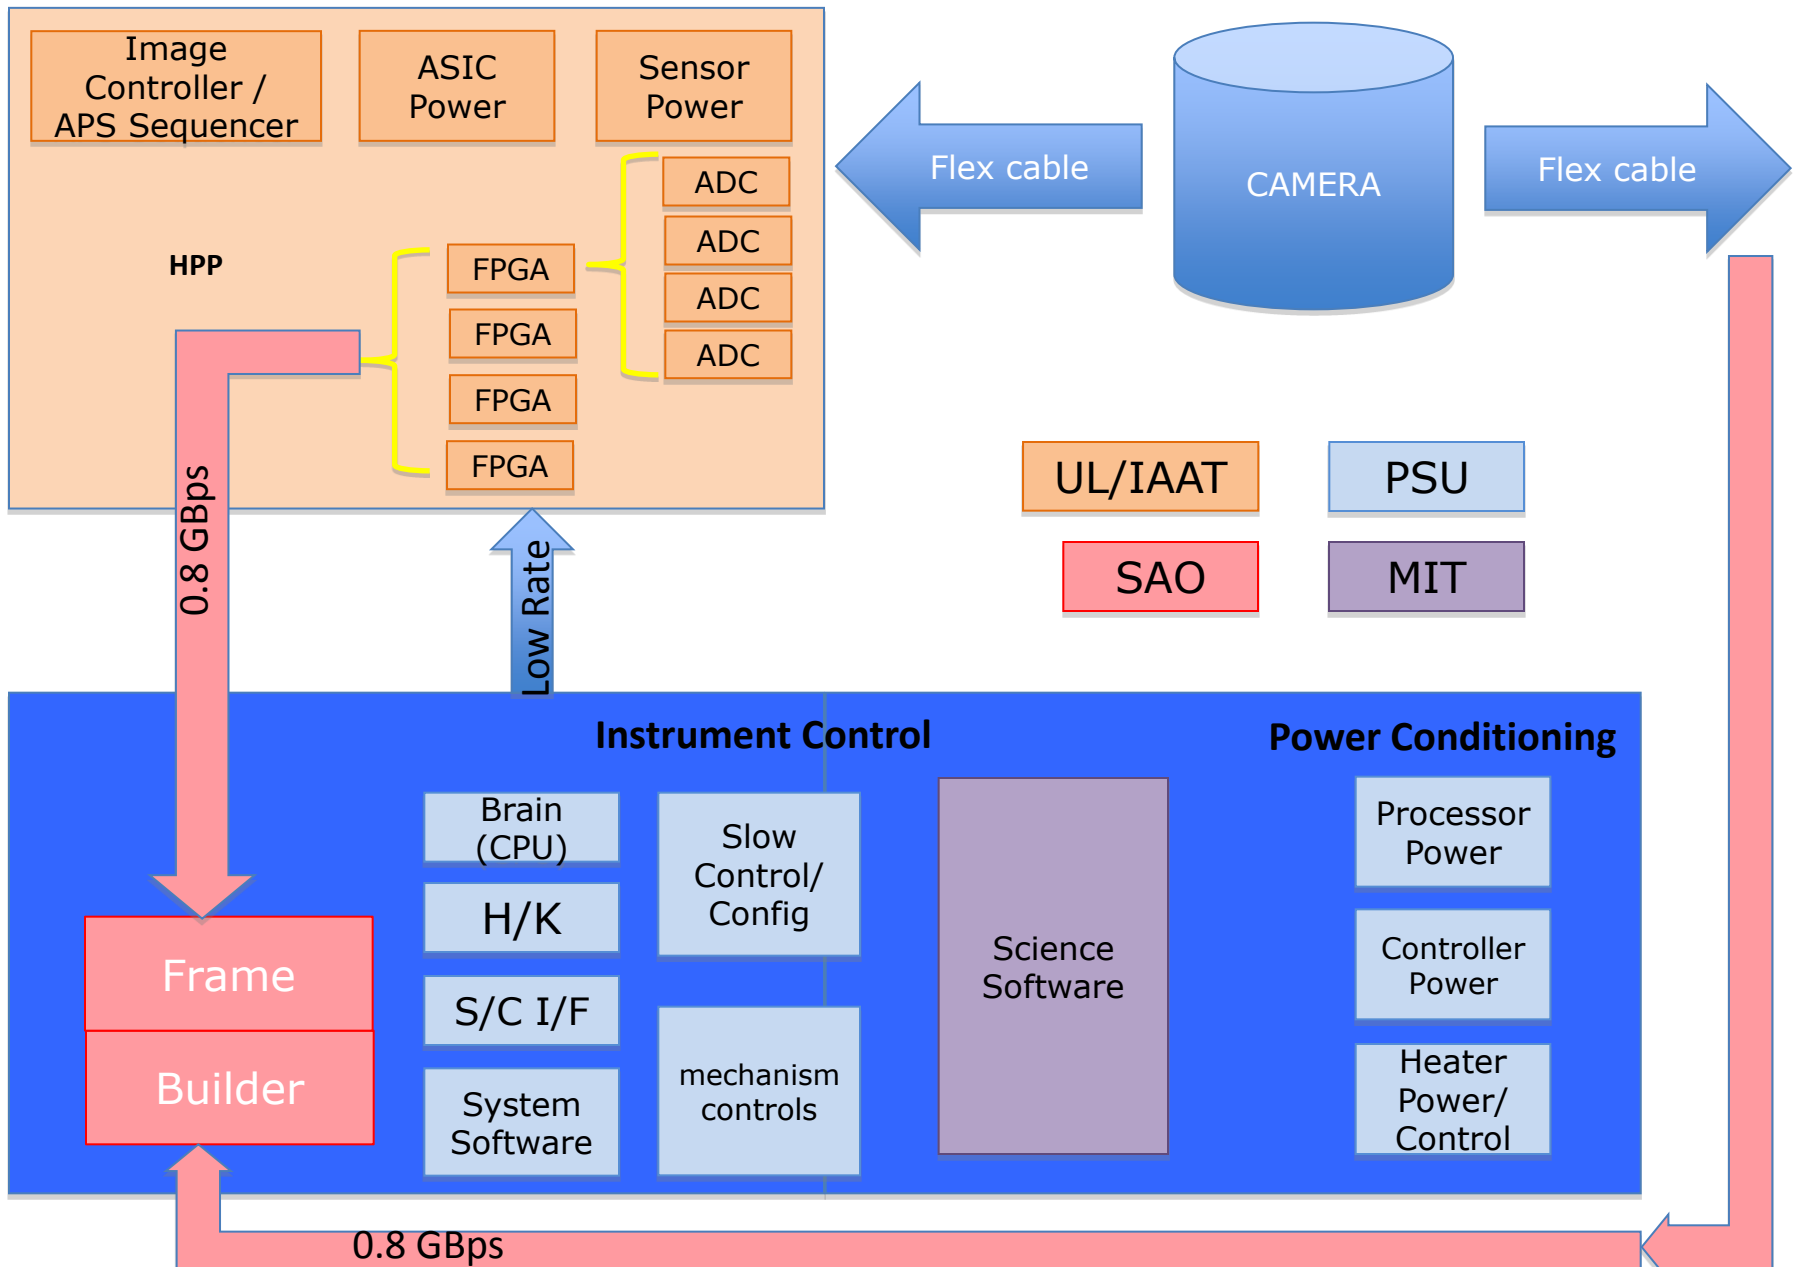 Image
Controller /
APS Sequencer
ASIC
Power
Sensor
Power
ADC
ADC
ADC
ADC
HPP
FPGA
FPGA
FPGA
FPGA
Flex cable
CAMERA
Flex cable
0.8 GBps
Low Rate
UL/IAAT
PSU
SAO
MIT
Instrument Control
Power Conditioning
Brain
(CPU)
H/K
S/C I/F
System
Software
Slow
Control/
Config
mechanism
controls
Science
Software
Processor
Power
Controller
Power
Heater
Power/
Control
Frame
Builder
0.8 GBps